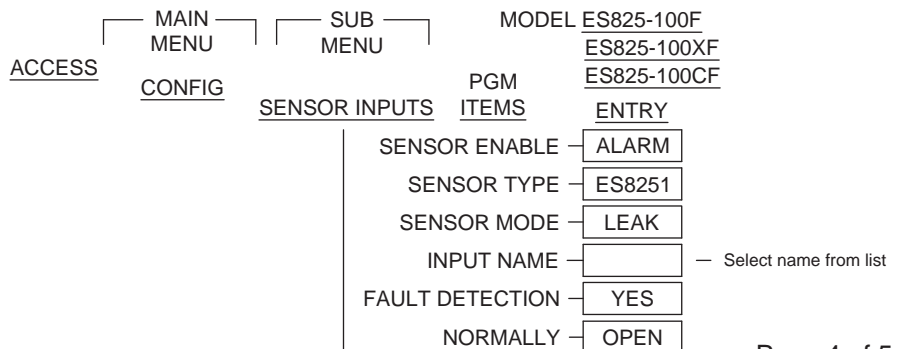 MAIN MENU
SUB MENU
MODEL ES825-100F
ES825-100XF
ES825-100CF
ACCESS
CONFIG
SENSOR INPUTS
PGM ITEMS
ENTRY
SENSOR ENABLE ALARM
SENSOR TYPE ES8251
SENSOR MODE LEAK
INPUT NAME Select name from list
FAULT DETECTION YES
NORMALLY OPEN